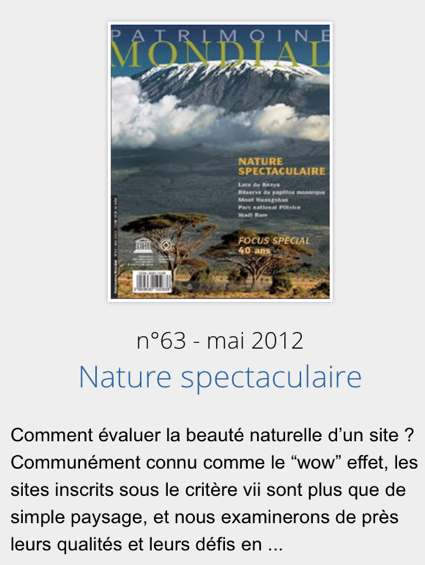 PATRIMOINE
MONDIAL
NATURE
SPECTACULAIRE
Lacs du Kenya
Réserve du papillon monarque
Mont Huangshan
Parc national Plitvice
Wadi Rum
FOCUS SPÉCIAL
40 ans
n°63 - mai 2012
Nature spectaculaire
Comment évaluer la beauté naturelle d’un site ?
Communément connu comme le “wow” effet, les
sites inscrits sous le critère vii sont plus que de
simple paysage, et nous examinerons de près
leurs qualités et leurs défis en ...